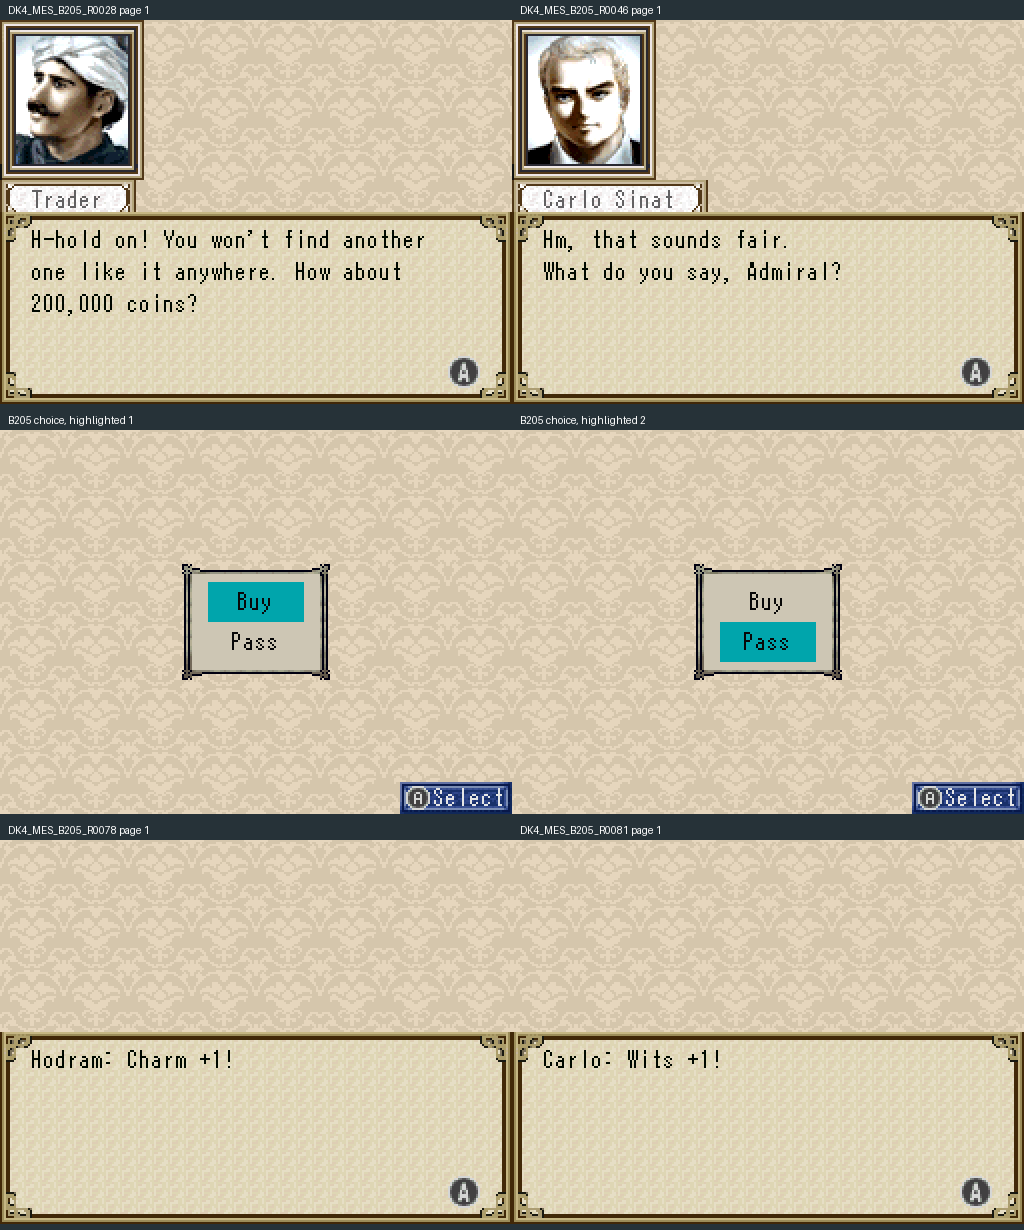 DK4_MES_B205_R0028 page 1
Trader
H-hold on! You won't find another
one like it anywhere. How about
200,000 coins?
A
DK4_MES_B205_R0046 page 1
Carlo Sinat
Hm, that sounds fair.
What do you say, Admiral?
A
B205 choice, highlighted 1
Buy
Pass
A Select
B205 choice, highlighted 2
Buy
Pass
A Select
DK4_MES_B205_R0078 page 1
Hodram: Charm +1!
A
DK4_MES_B205_R0081 page 1
Carlo: Wits +1!
A